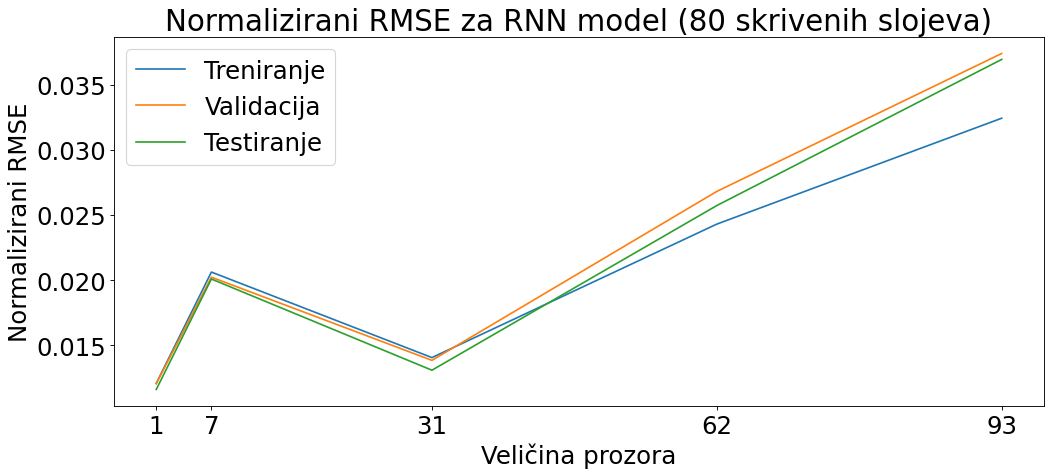 Normalizirani RMSE za RNN model (80 skrivenih slojeva)
Treniranje
Validacija
Testiranje
Normalizirani RMSE
0.035
0.030
0.025
0.020
0.015
1 7 31 62 93
Veličina prozora